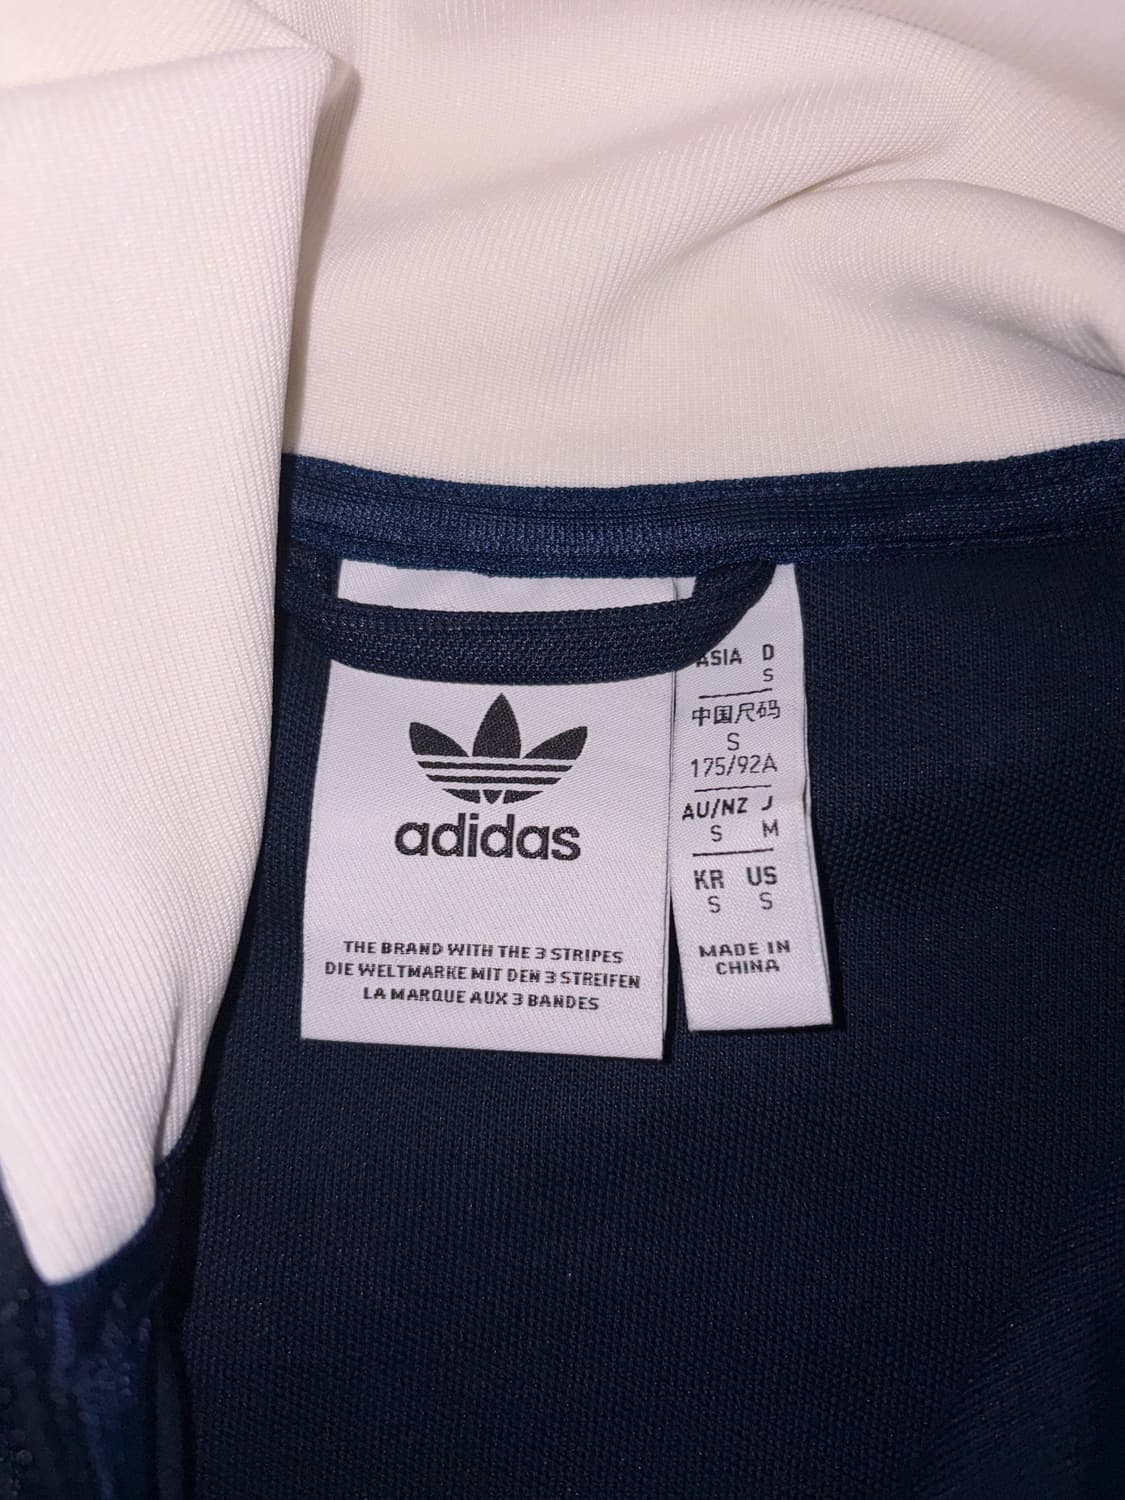 adidas
THE BRAND WITH THE 3 STRIPES
DIE WELTMARKE MIT DEN 3 STREIFEN
LA MARQUE AUX 3 BANDES
ASIA D
S
中国尺码
S
175/92A
AU/NZ J
S M
KR US
S S
MADE IN
CHINA